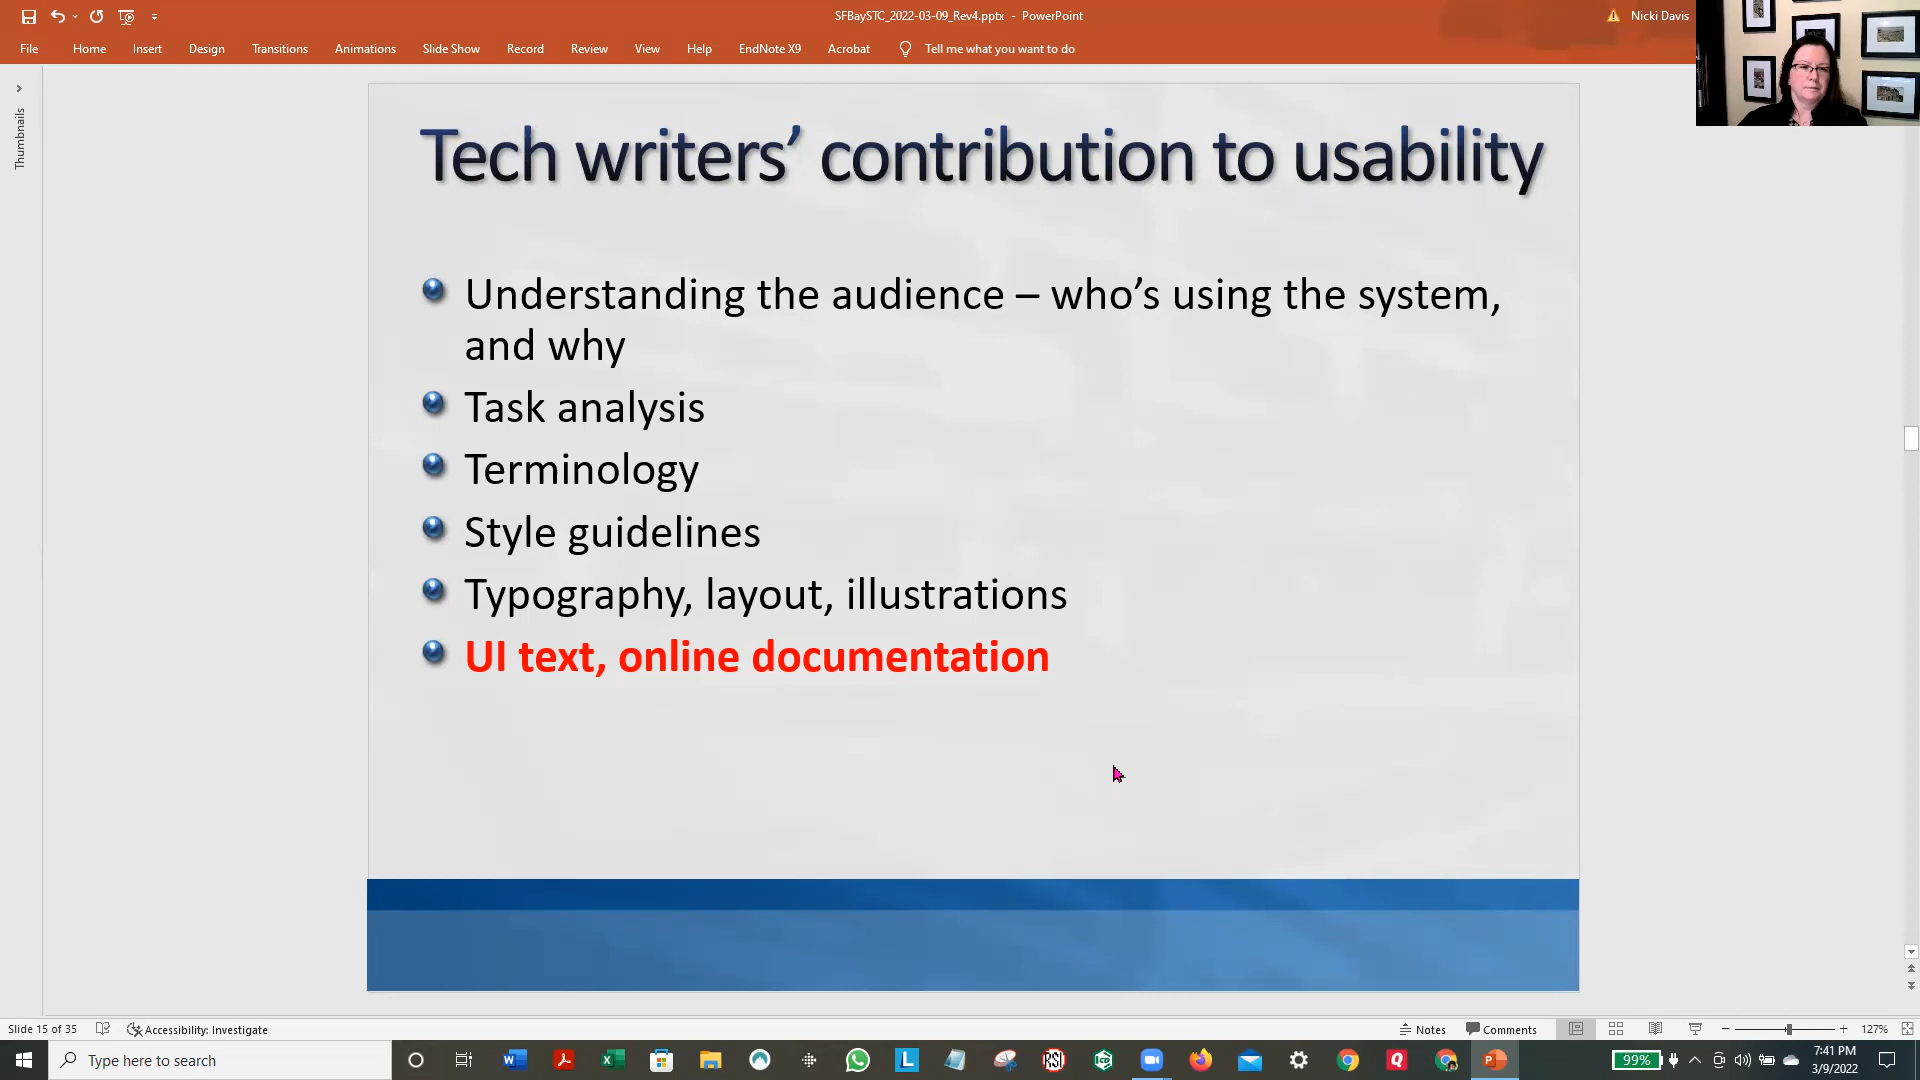 SFBaySTC_2022-03-09_Rev4.pptx - PowerPoint
Nicki Davis
File Home Insert Design Transitions Animations Slide Show Record Review View Help EndNote X9 Acrobat Tell me what you want to do
Thumbnails
Tech writers’ contribution to usability
Understanding the audience – who’s using the system,
and why
Task analysis
Terminology
Style guidelines
Typography, layout, illustrations
UI text, online documentation
Slide 15 of 35 Accessibility: Investigate Notes Comments 127%
Type here to search
99%
7:41 PM
3/9/2022